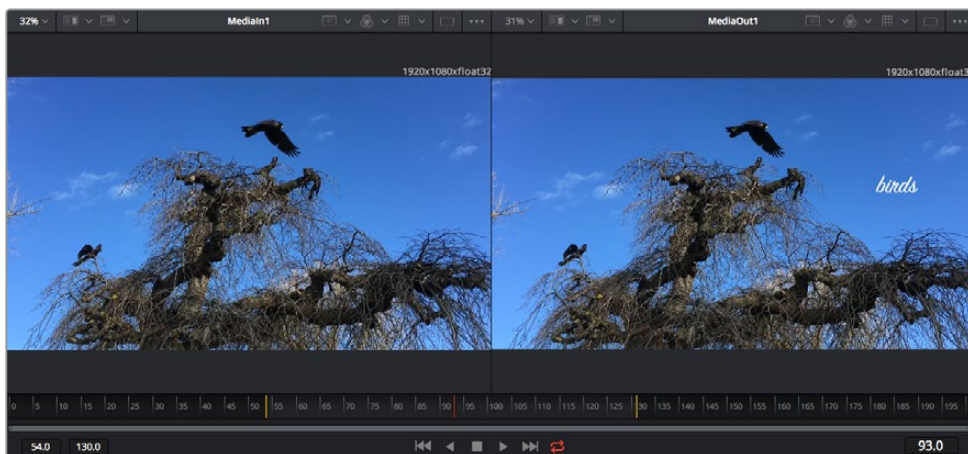 32% MediaIn1 31% MediaOut1
1920x1080xfloat32 1920x1080xfloat3
birds
0 5 10 15 20 25 30 35 40 45 50 55 60 65 70 75 80 85 90 95 100 105 110 115 120 125 130 135 140 145 150 155 160 165 170 175 180 185 190 195
54.0 130.0 93.0